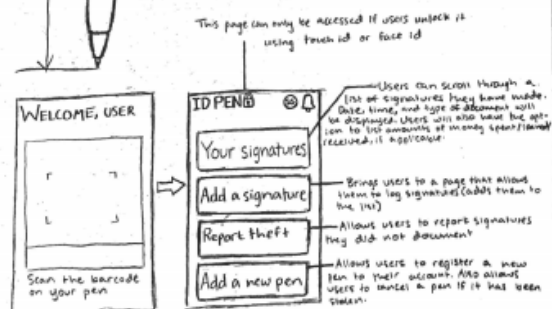 This page can only be accessed if users unlock it
using touch id or face id
WELCOME, USER
Scan the barcode
on your pen
ID PEN
Your signatures
Add a signature
Report theft
Add a new pen
Users can scroll through a
list of signatures they have made.
Date, time, and type of document will
be displayed. Users will also have the opt-
ion to list amounts of money spent/
received, if applicable.
Brings users to a page that allows
them to log signatures (adds them to
the list)
Allows users to report signatures
they did not document
Allows users to register a new
pen to their account. Also allows
users to cancel a pen if it has been
stolen.